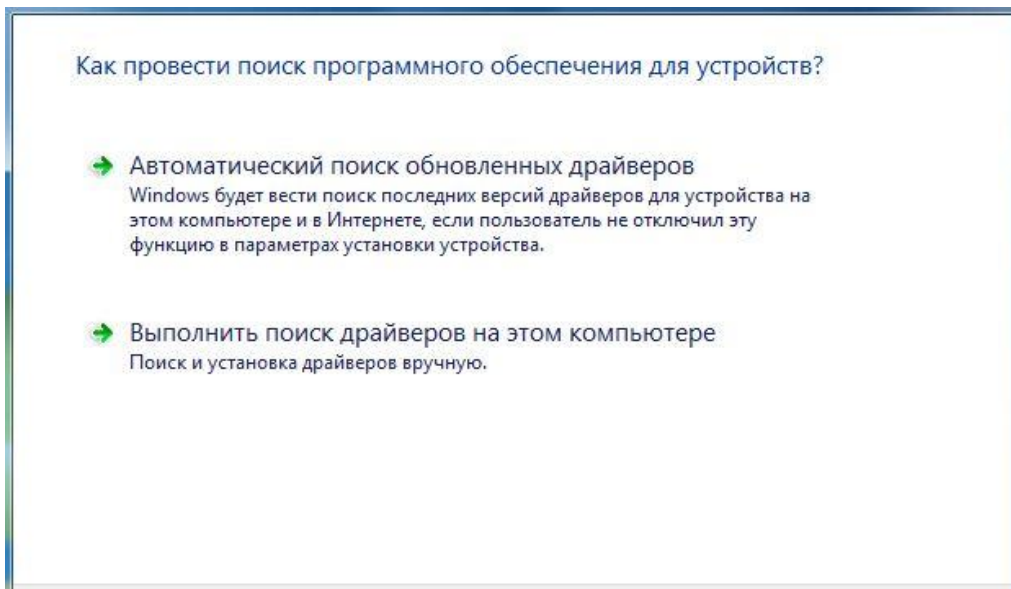 Как провести поиск программного обеспечения для устройств?
Автоматический поиск обновленных драйверов
Windows будет вести поиск последних версий драйверов для устройства на
этом компьютере и в Интернете, если пользователь не отключил эту
функцию в параметрах установки устройства.
Выполнить поиск драйверов на этом компьютере
Поиск и установка драйверов вручную.